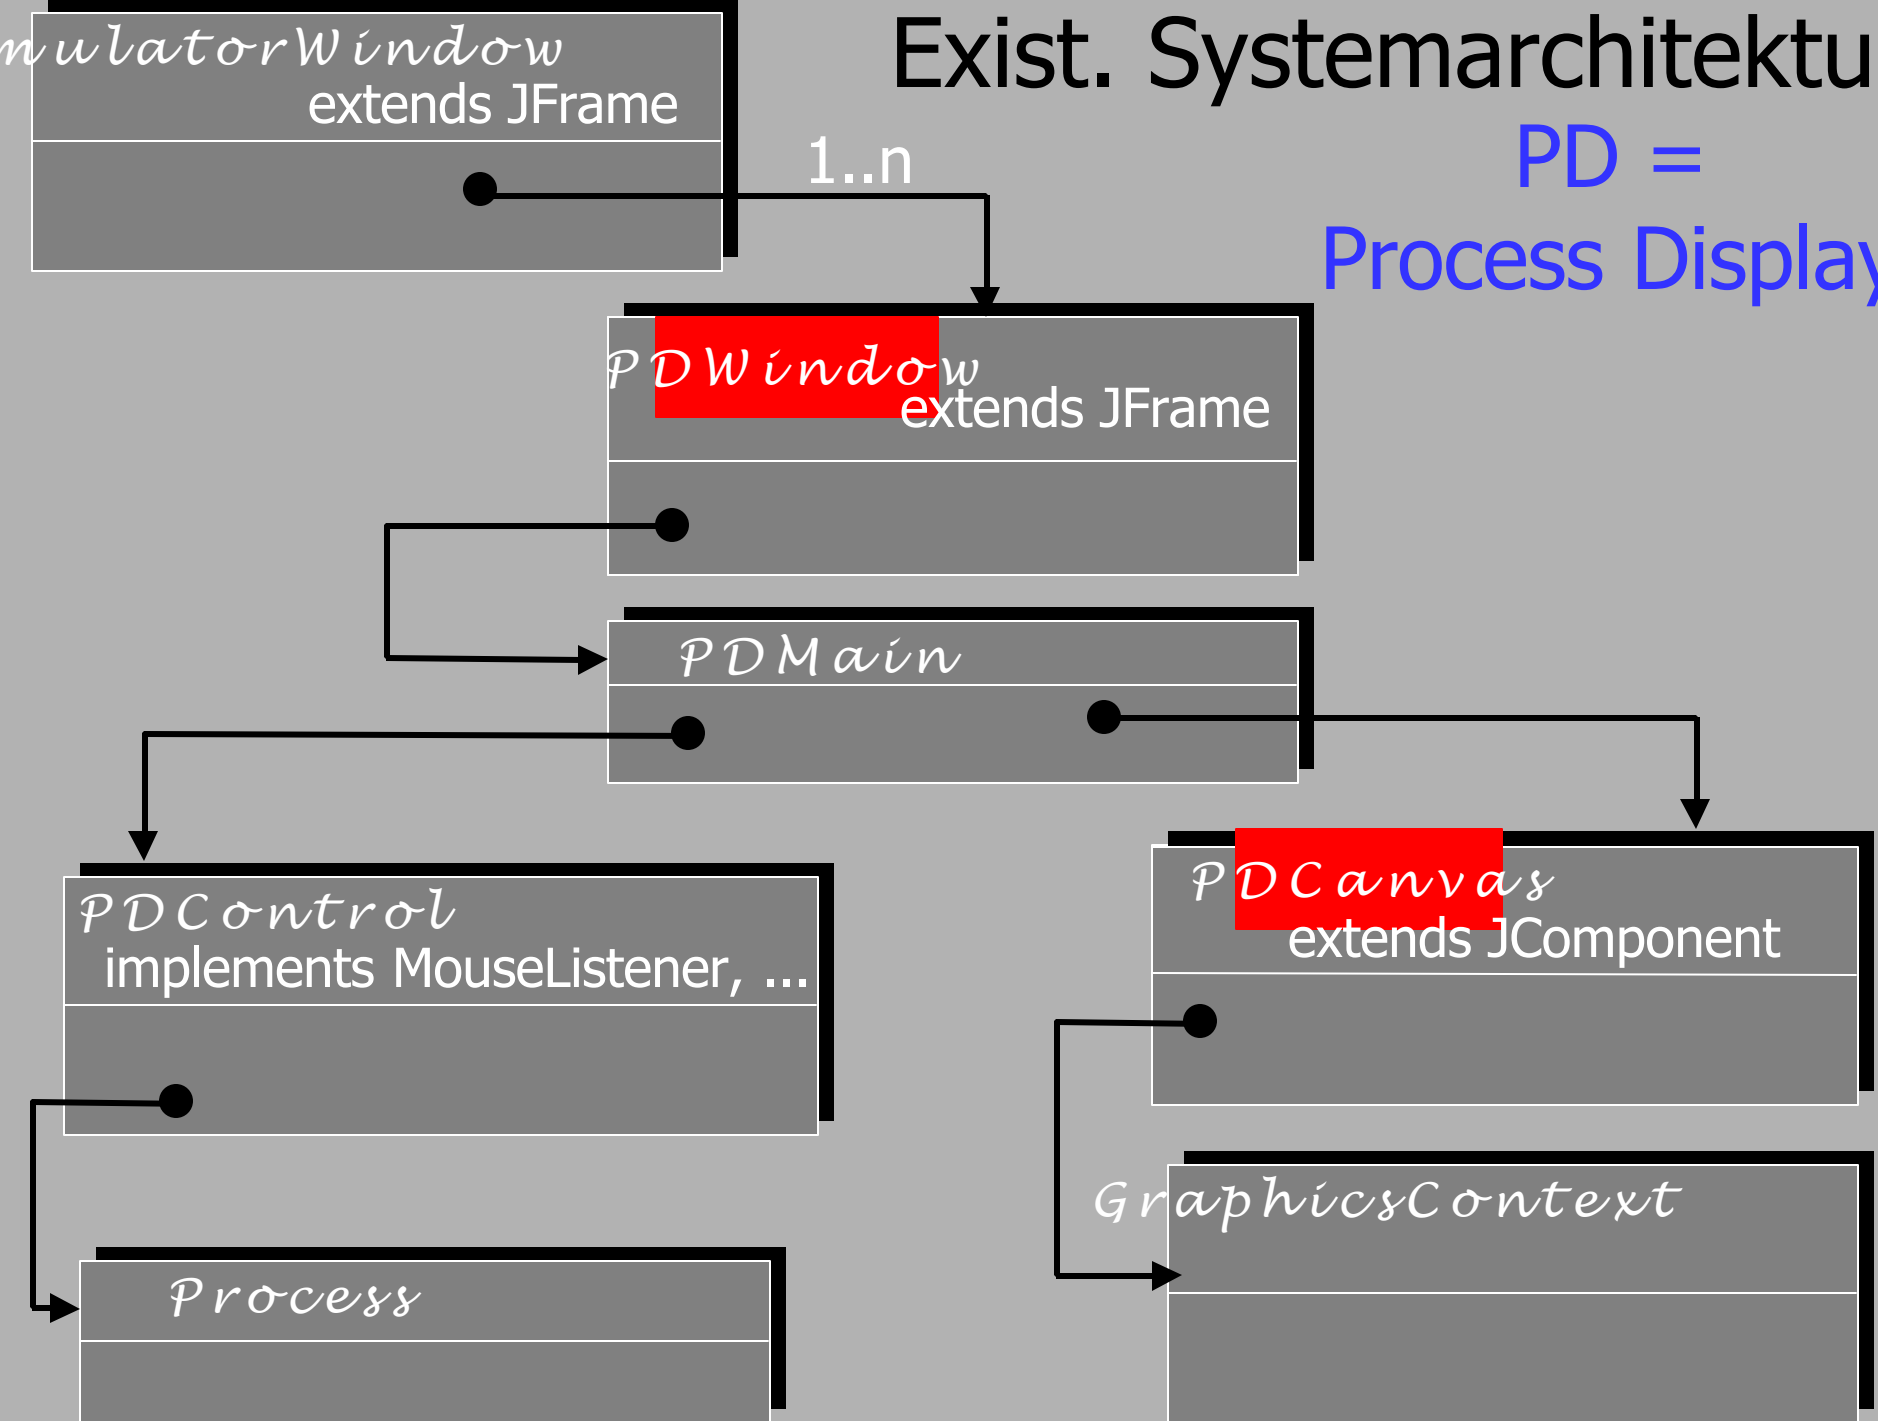 mulatorWindow
extends JFrame
Exist. Systemarchitektu
1..n
PD =
Process Display
PDWindow
extends JFrame
PDMain
PDControl
implements MouseListener, ...
PDCanvas
extends JComponent
GraphicsContext
Process